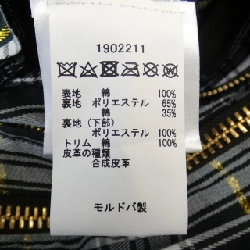 1902211
表地 綿 100%
裏地 ポリエステル 65%
綿 35%
裏地(下部)
ポリエステル 100%
トリム 綿 100%
皮革の種類
合成皮革
モルドバ製